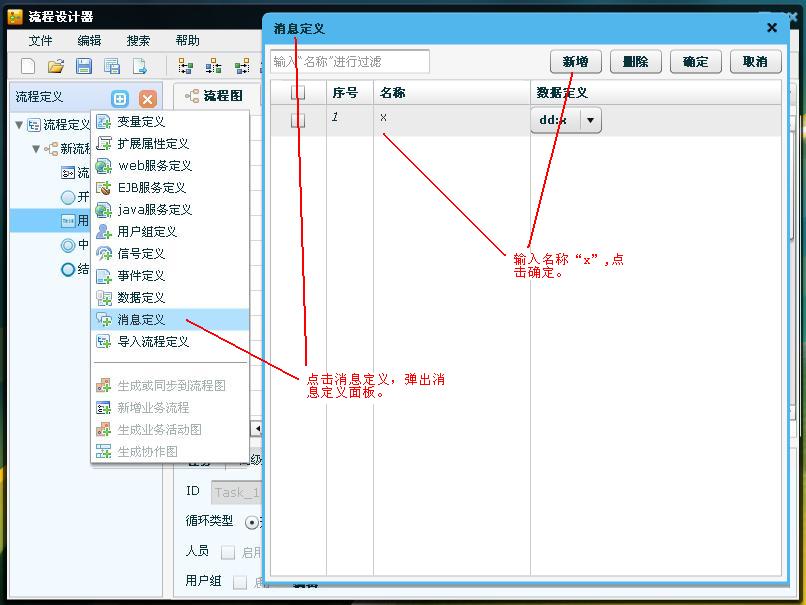 流程设计器
文件 编辑 搜索 帮助
流程定义
流程图
流程定义
新流程
流
开
用
中
结
变量定义
扩展属性定义
web服务定义
EJB服务定义
java服务定义
用户组定义
信号定义
事件定义
数据定义
消息定义
导入流程定义
生成或同步到流程图
新增业务流程
生成业务活动图
生成协作图
ID Task_1
循环类型
人员 启用
用户组
消息定义
输入"名称"进行过滤
新增 删除 确定 取消
序号 名称 数据定义
1 x dd:x
输入名称“x”,点
击确定。
点击消息定义，弹出消
息定义面板。